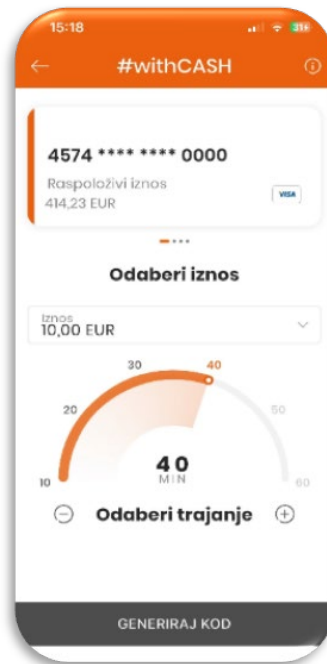 15:18
31
#withCASH
4574 **** **** 0000
Raspoloživi iznos
414,23 EUR
VISA
Odaberi iznos
Iznos
10,00 EUR
30
40
20
50
40
MIN
10
60
Odaberi trajanje
GENERIRAJ KOD